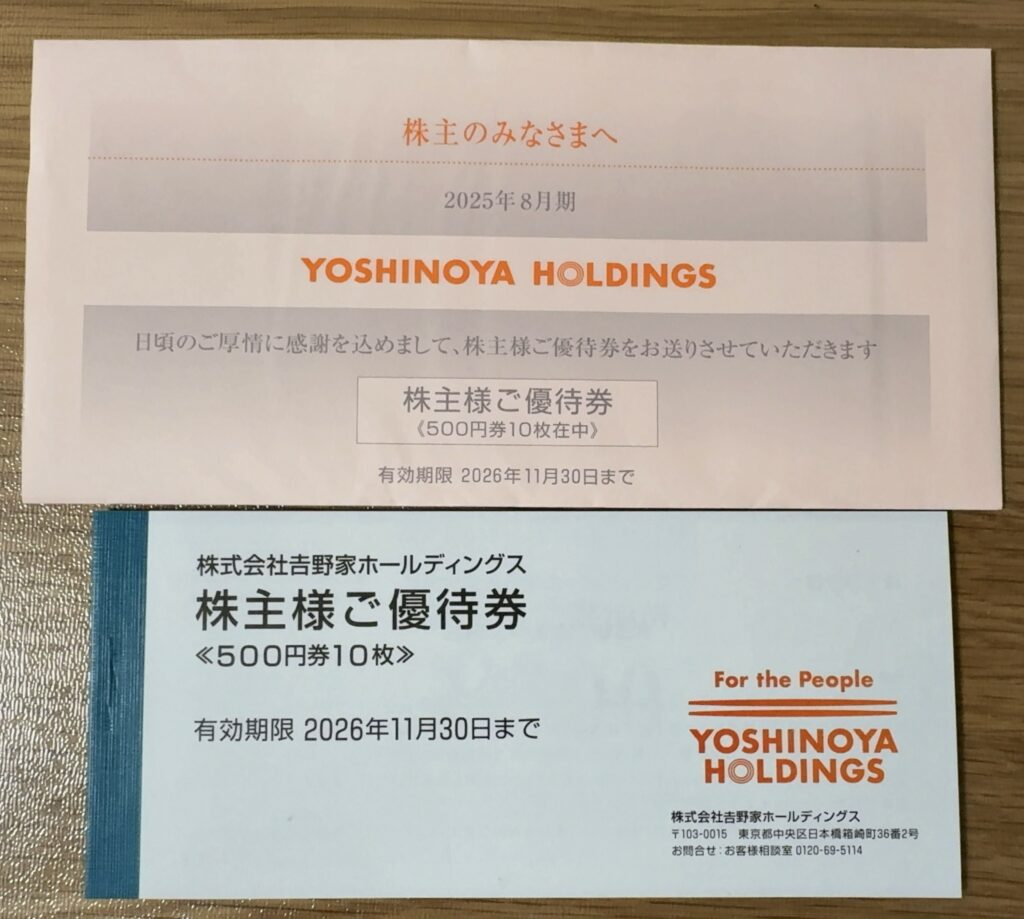 株主のみなさまへ
2025年8月期
YOSHINOYA HOLDINGS
日頃のご厚情に感謝を込めまして、株主様ご優待券をお送りさせていただきます
株主様ご優待券
《500円券10枚在中》
有効期限 2026年11月30日まで
株式会社𠮷野家ホールディングス
株主様ご優待券
≪500円券10枚≫
有効期限 2026年11月30日まで
For the People
YOSHINOYA
HOLDINGS
株式会社𠮷野家ホールディングス
〒103-0015 東京都中央区日本橋箱崎町36番2号
お問合せ：お客様相談室 0120-69-5114